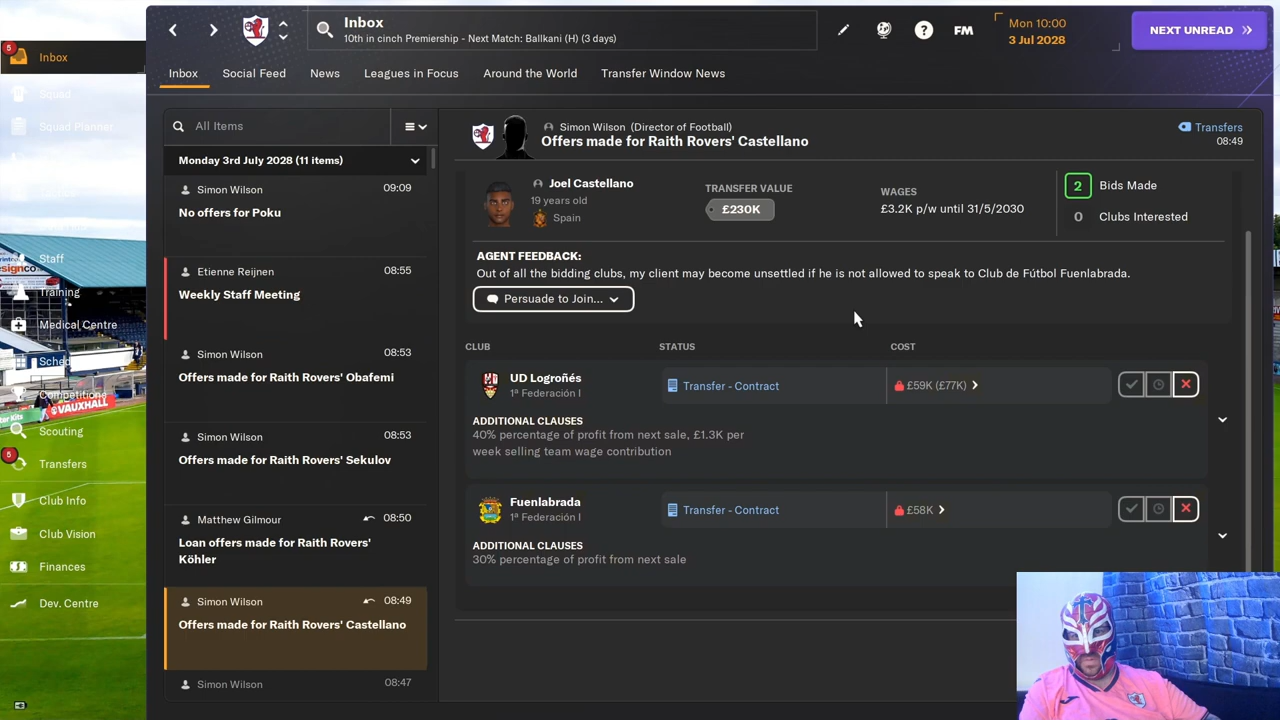 Inbox
10th in cinch Premiership - Next Match: Ballkani (H) (3 days)
?
FM
Mon 10:00
3 Jul 2028
NEXT UNREAD
5
Inbox
Squad
Squad Planner
Staff
Training
Medical Centre
Sched
Competitions
VAUXHALL
Scouting
5
Transfers
Club Info
Club Vision
Finances
Dev. Centre
Inbox
Social Feed
News
Leagues in Focus
Around the World
Transfer Window News
All Items
Monday 3rd July 2028 (11 items)
Simon Wilson
09:09
No offers for Poku
Etienne Reijnen
08:55
Weekly Staff Meeting
Simon Wilson
08:53
Offers made for Raith Rovers' Obafemi
Simon Wilson
08:53
Offers made for Raith Rovers' Sekulov
Matthew Gilmour
08:50
Loan offers made for Raith Rovers'
Köhler
Simon Wilson
08:49
Offers made for Raith Rovers' Castellano
Simon Wilson
08:47
Simon Wilson (Director of Football)
Offers made for Raith Rovers' Castellano
Transfers
08:49
Joel Castellano
19 years old
Spain
TRANSFER VALUE
£230K
WAGES
£3.2K p/w until 31/5/2030
2
Bids Made
0
Clubs Interested
AGENT FEEDBACK:
Out of all the bidding clubs, my client may become unsettled if he is not allowed to speak to Club de Fútbol Fuenlabrada.
Persuade to Join...
CLUB
STATUS
COST
UD Logroñés
1ª Federación I
Transfer - Contract
£59K (£77K)
ADDITIONAL CLAUSES
40% percentage of profit from next sale, £1.3K per
week selling team wage contribution
Fuenlabrada
1ª Federación I
Transfer - Contract
£58K
ADDITIONAL CLAUSES
30% percentage of profit from next sale